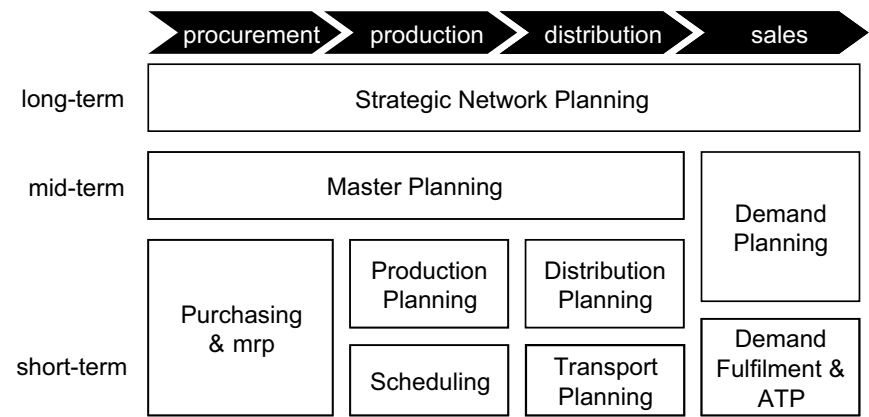 procurement
production
distribution
sales
long-term
Strategic Network Planning
mid-term
Master Planning
Demand
Planning
short-term
Purchasing
& mrp
Production
Planning
Distribution
Planning
Scheduling
Transport
Planning
Demand
Fulfilment &
ATP